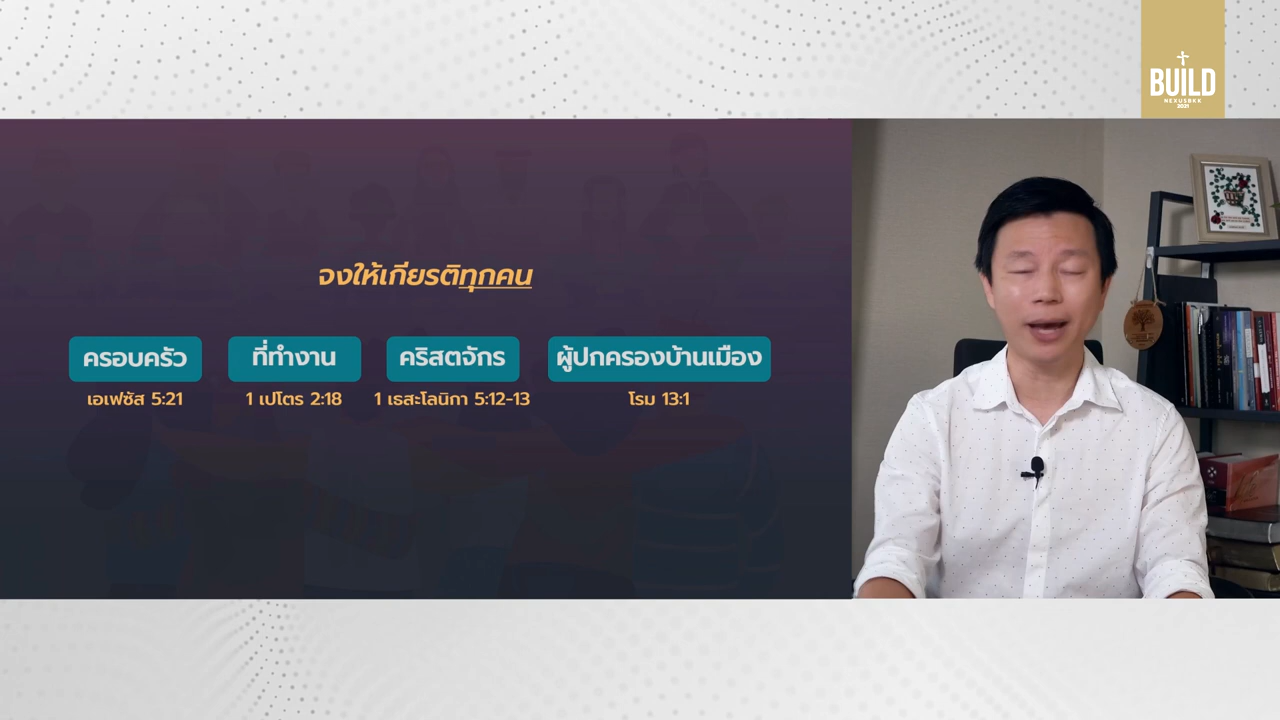 BUILD
NEXUSBKK
2021
จงให้เกียรติทุกคน
ครอบครัว ที่ทำงาน คริสตจักร ผู้ปกครองบ้านเมือง
เอเฟซัส 5:21 1 เปโตร 2:18 1 เธสะโลนิกา 5:12-13 โรม 13:1